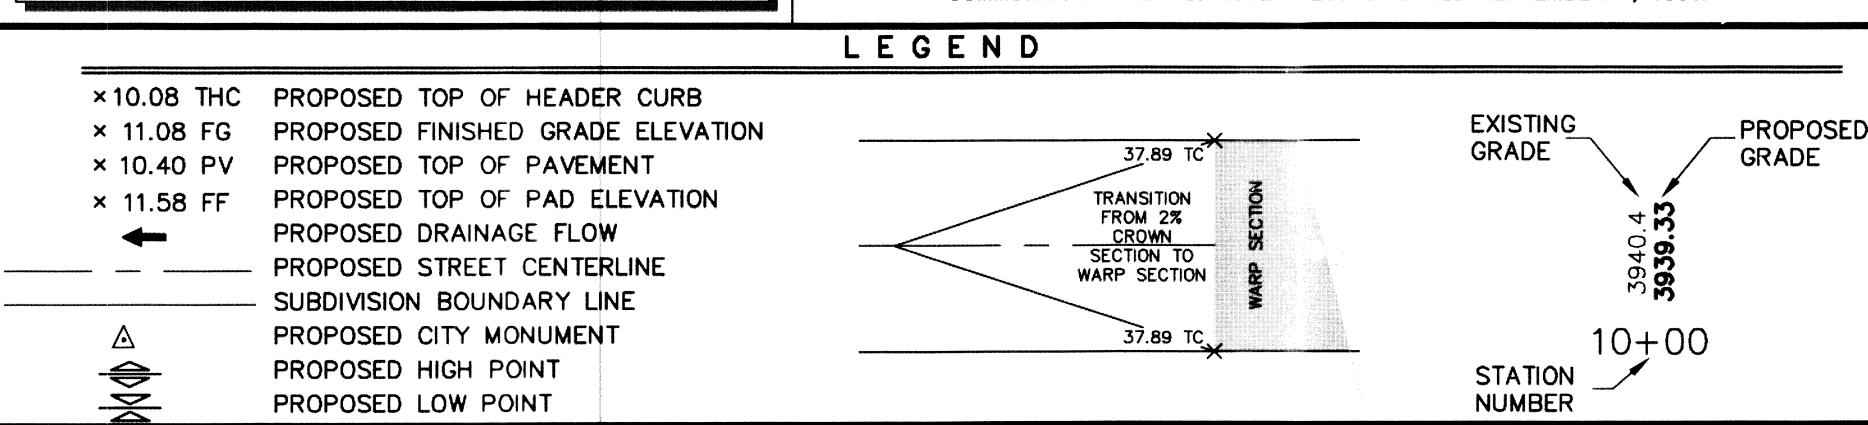 LEGEND
×10.08 THC PROPOSED TOP OF HEADER CURB
× 11.08 FG PROPOSED FINISHED GRADE ELEVATION
× 10.40 PV PROPOSED TOP OF PAVEMENT
× 11.58 FF PROPOSED TOP OF PAD ELEVATION
PROPOSED DRAINAGE FLOW
PROPOSED STREET CENTERLINE
SUBDIVISION BOUNDARY LINE
PROPOSED CITY MONUMENT
PROPOSED HIGH POINT
PROPOSED LOW POINT
37.89 TC
TRANSITION
FROM 2%
CROWN
SECTION TO
WARP SECTION
37.89 TC
WARP SECTION
EXISTING
GRADE
PROPOSED
GRADE
3940.4
3939.33
10+00
STATION
NUMBER